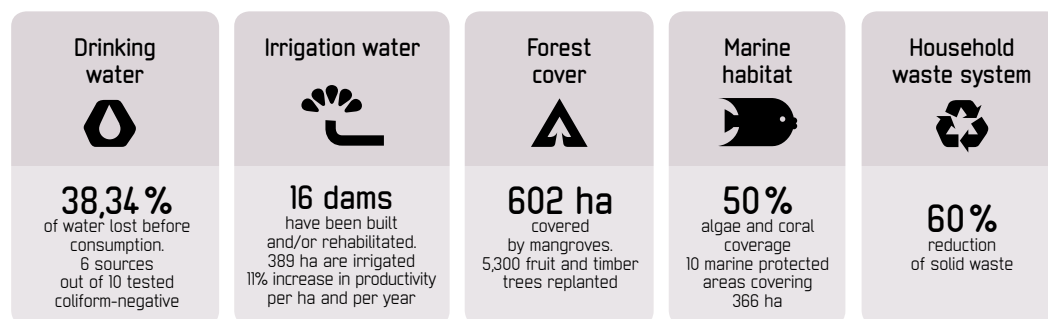 Drinking
water
38,34 %
of water lost before
consumption.
6 sources
out of 10 tested
coliform-negative
Irrigation water
16 dams
have been built
and/or rehabilitated.
389 ha are irrigated
11% increase in productivity
per ha and per year
Forest
cover
602 ha
covered
by mangroves.
5,300 fruit and timber
trees replanted
Marine
habitat
50 %
algae and coral
coverage
10 marine protected
areas covering
366 ha
Household
waste system
60 %
reduction
of solid waste